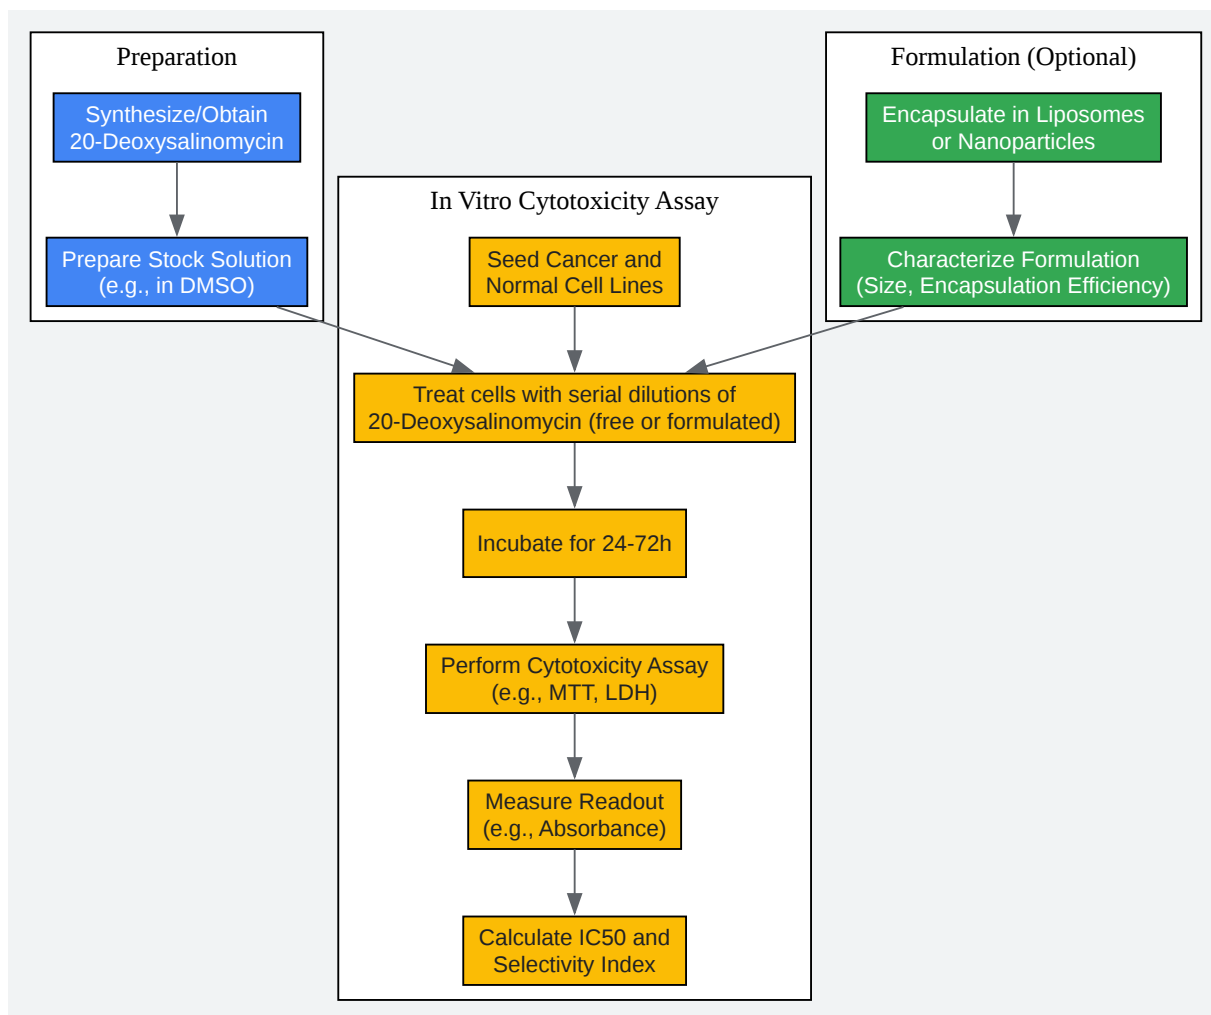 Preparation
Synthesize/Obtain
20-Deoxysalinomycin
Prepare Stock Solution
(e.g., in DMSO)
Formulation (Optional)
Encapsulate in Liposomes
or Nanoparticles
Characterize Formulation
(Size, Encapsulation Efficiency)
In Vitro Cytotoxicity Assay
Seed Cancer and
Normal Cell Lines
Treat cells with serial dilutions of
20-Deoxysalinomycin (free or formulated)
Incubate for 24-72h
Perform Cytotoxicity Assay
(e.g., MTT, LDH)
Measure Readout
(e.g., Absorbance)
Calculate IC50 and
Selectivity Index